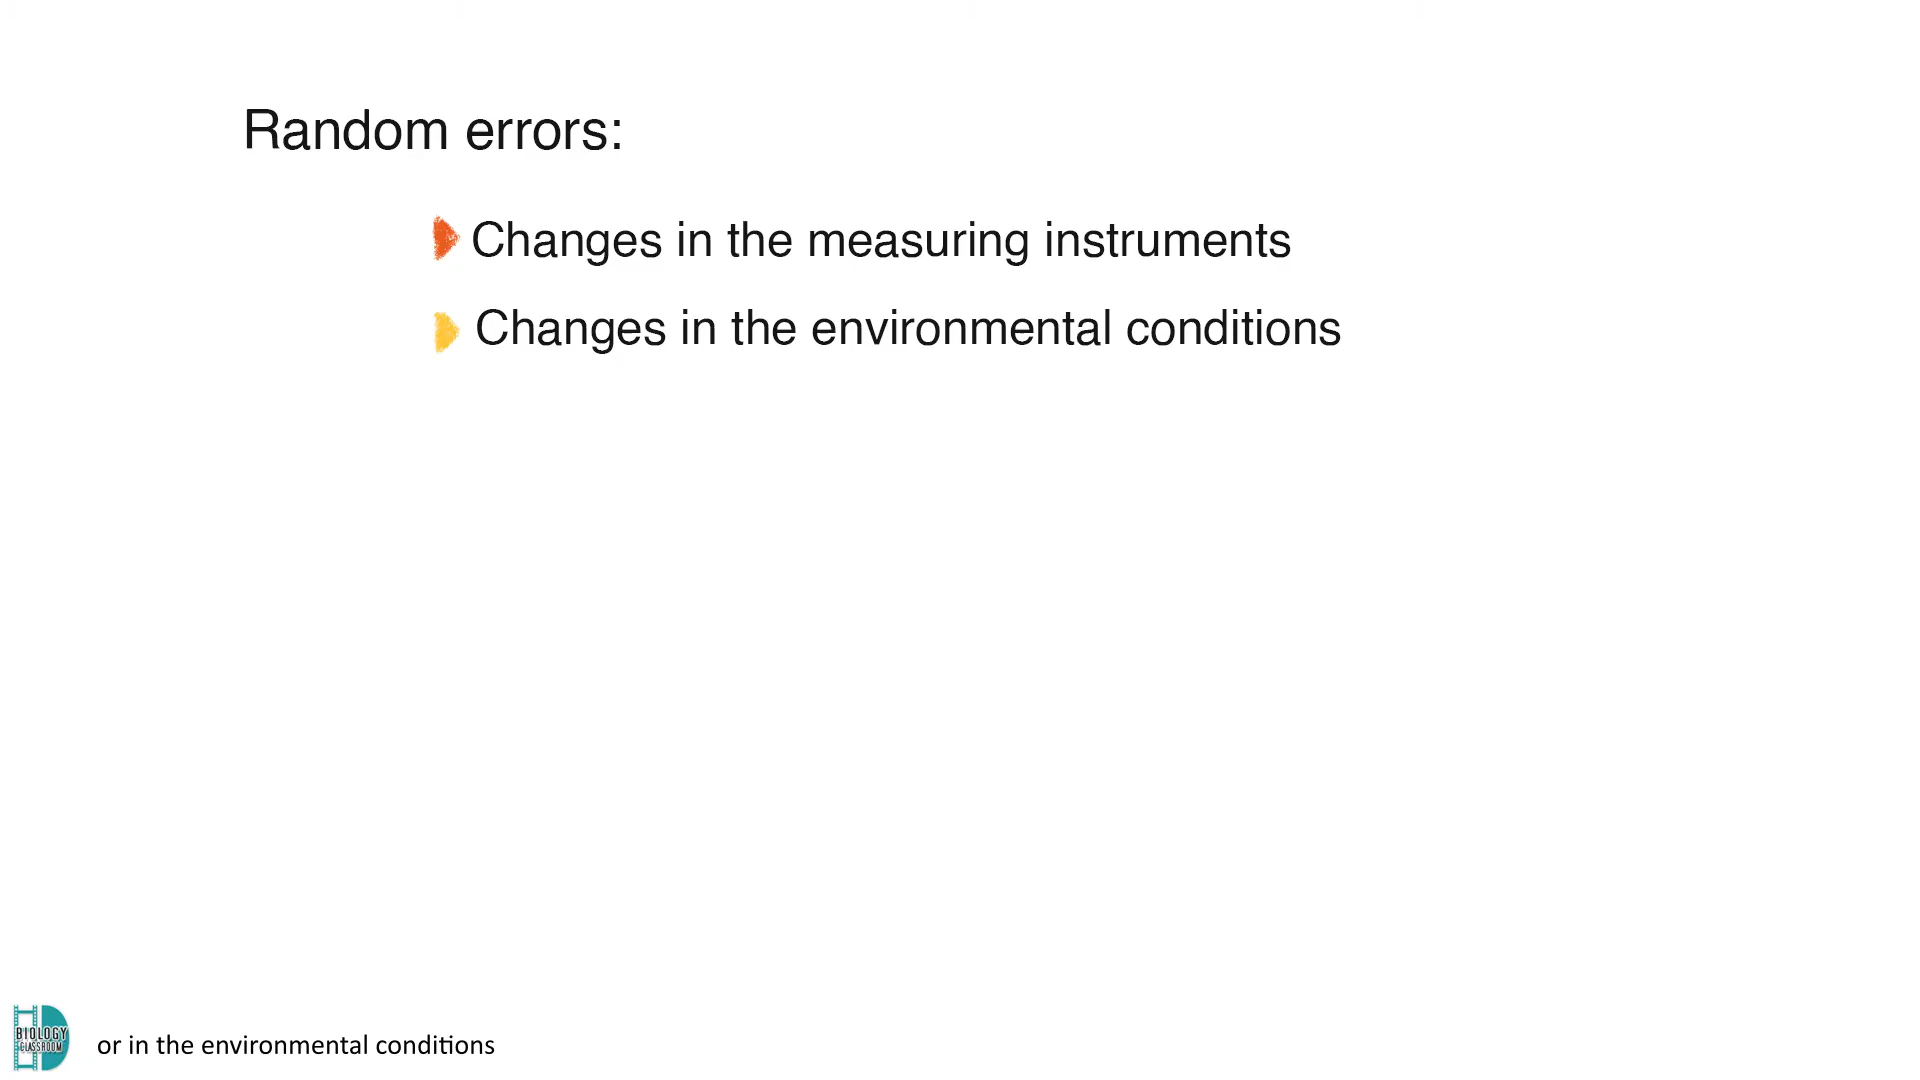 Random errors:
Changes in the measuring instruments
Changes in the environmental conditions
BIOLOGY
CLASSROOM
or in the environmental conditions